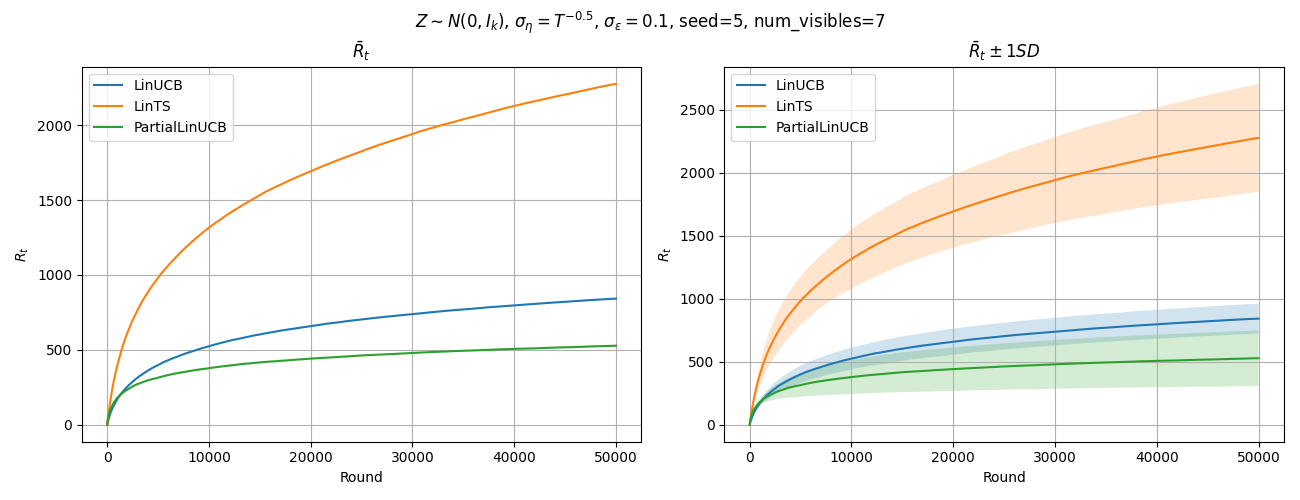 Z ∼ N(0, I_k), σ_η = T^{−0.5}, σ_ε = 0.1, seed=5, num_visibles=7
R̄_t
LinUCB
LinTS
PartialLinUCB
R_t
2000
1500
1000
500
0
0 10000 20000 30000 40000 50000
Round
R̄_t ± 1SD
LinUCB
LinTS
PartialLinUCB
R_t
2500
2000
1500
1000
500
0
0 10000 20000 30000 40000 50000
Round